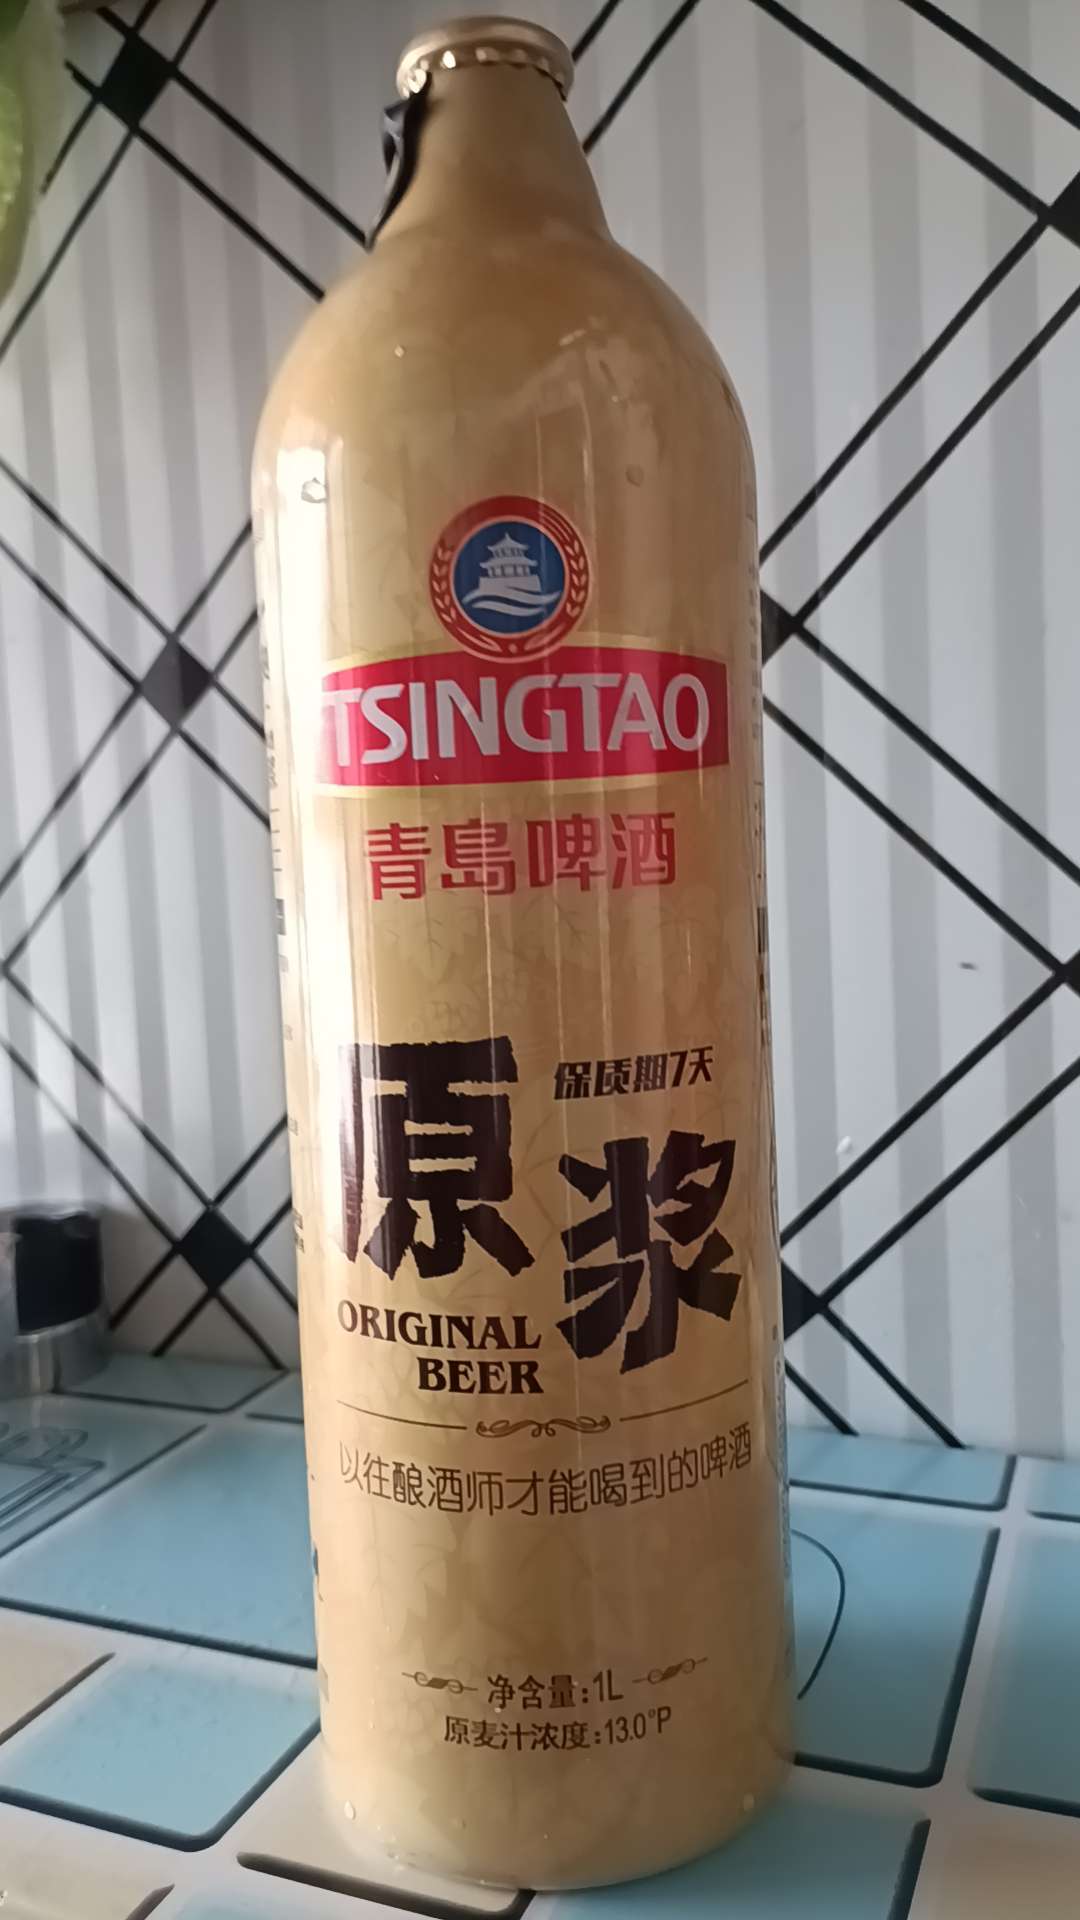 TSINGTAO
青島啤酒
保质期7天
原浆
ORIGINAL
BEER
以往酿酒师才能喝到的啤酒
净含量:1L
原麦汁浓度:13.0°P